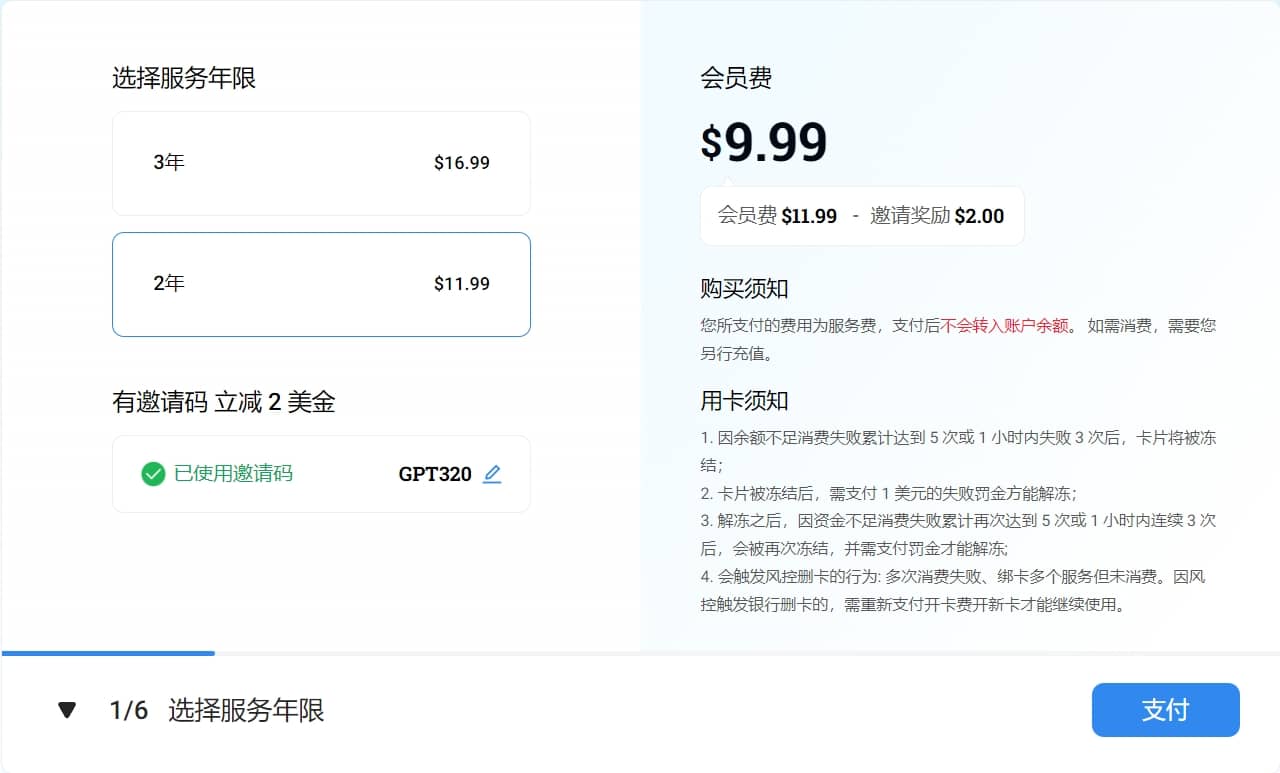 选择服务年限
3年 $16.99
2年 $11.99
有邀请码 立减 2 美金
已使用邀请码 GPT320
会员费
$9.99
会员费 $11.99 - 邀请奖励 $2.00
购买须知
您所支付的费用为服务费，支付后不会转入账户余额。 如需消费，需要您
另行充值。
用卡须知
1. 因余额不足消费失败累计达到 5 次或 1 小时内失败 3 次后，卡片将被冻
结；
2. 卡片被冻结后，需支付 1 美元的失败罚金方能解冻；
3. 解冻之后，因资金不足消费失败累计再次达到 5 次或 1 小时内连续 3 次
后，会被再次冻结，并需支付罚金才能解冻;
4. 会触发风控删卡的行为: 多次消费失败、绑卡多个服务但未消费。因风
控触发银行删卡的，需重新支付开卡费开新卡才能继续使用。
1/6 选择服务年限
支付